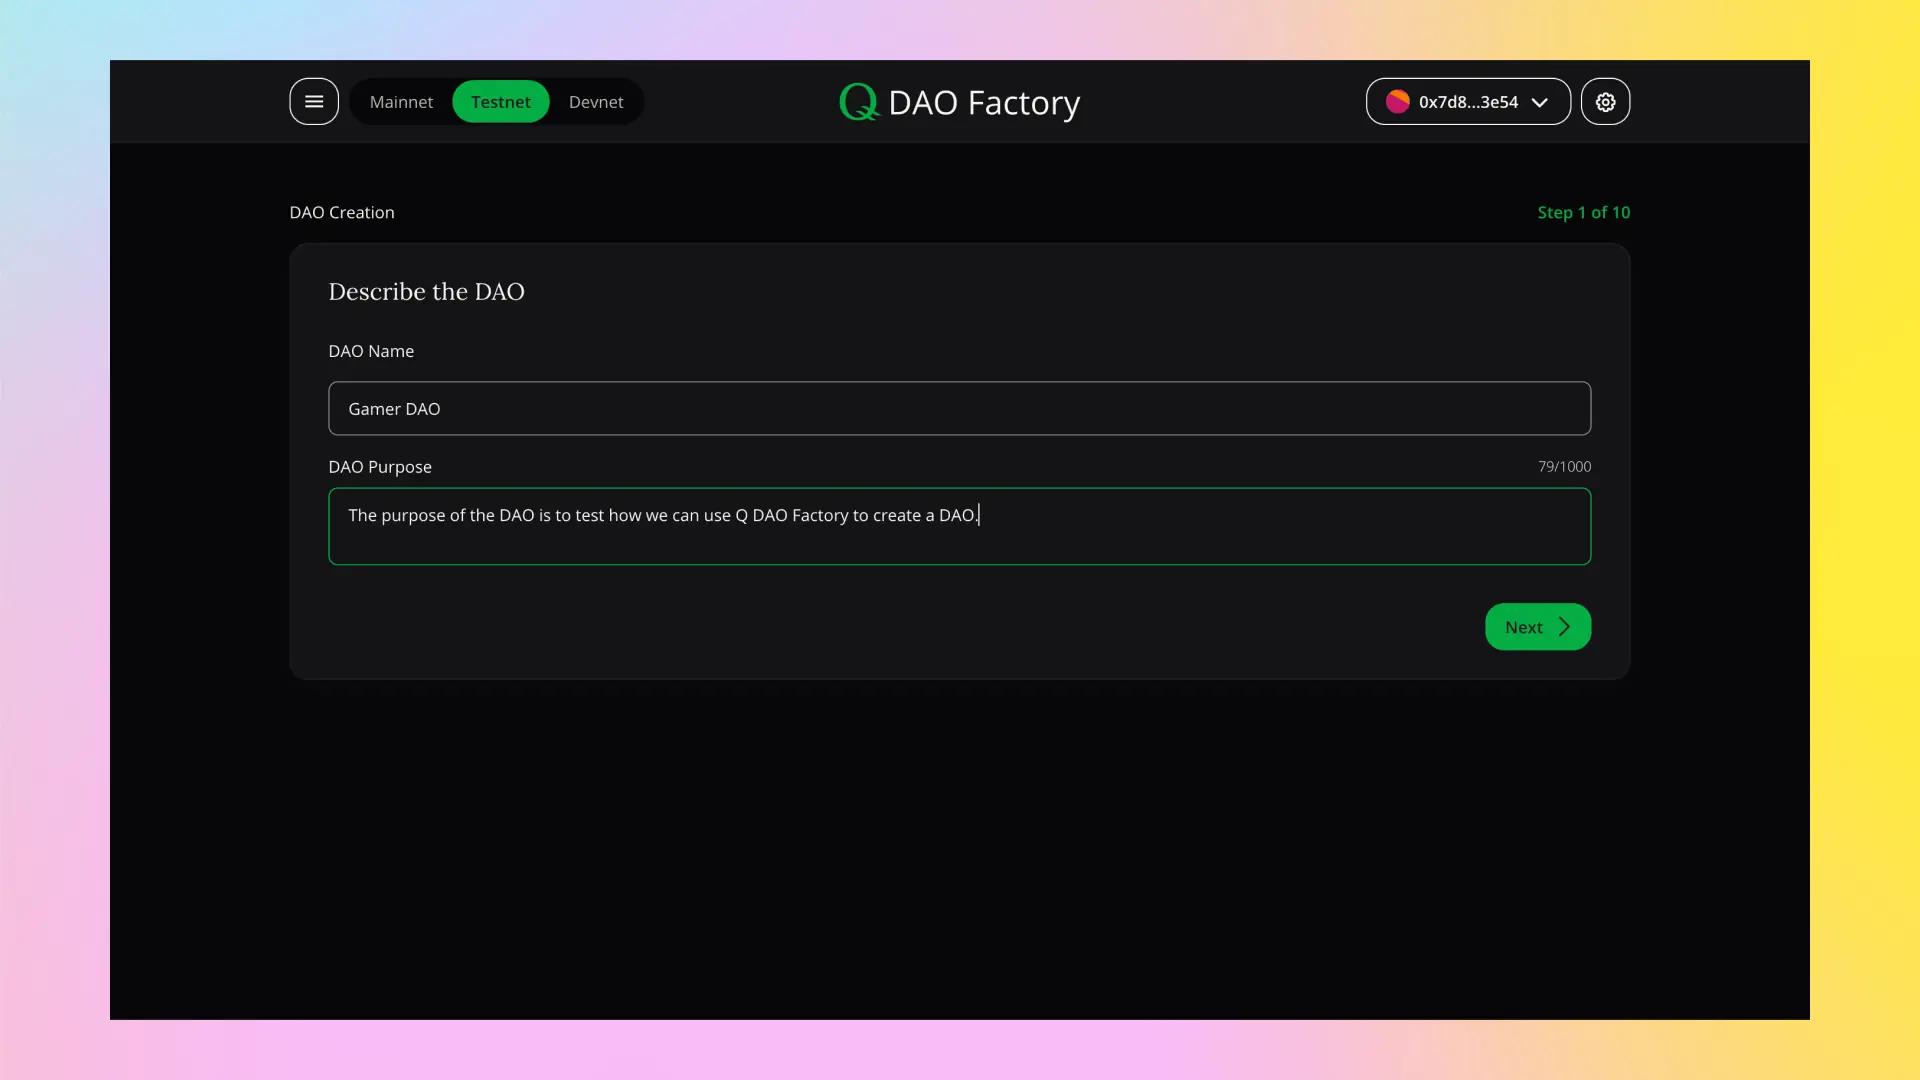 Mainnet Testnet Devnet
Q DAO Factory
0x7d8...3e54
DAO Creation
Step 1 of 10
Describe the DAO
DAO Name
Gamer DAO
DAO Purpose
79/1000
The purpose of the DAO is to test how we can use Q DAO Factory to create a DAO.
Next